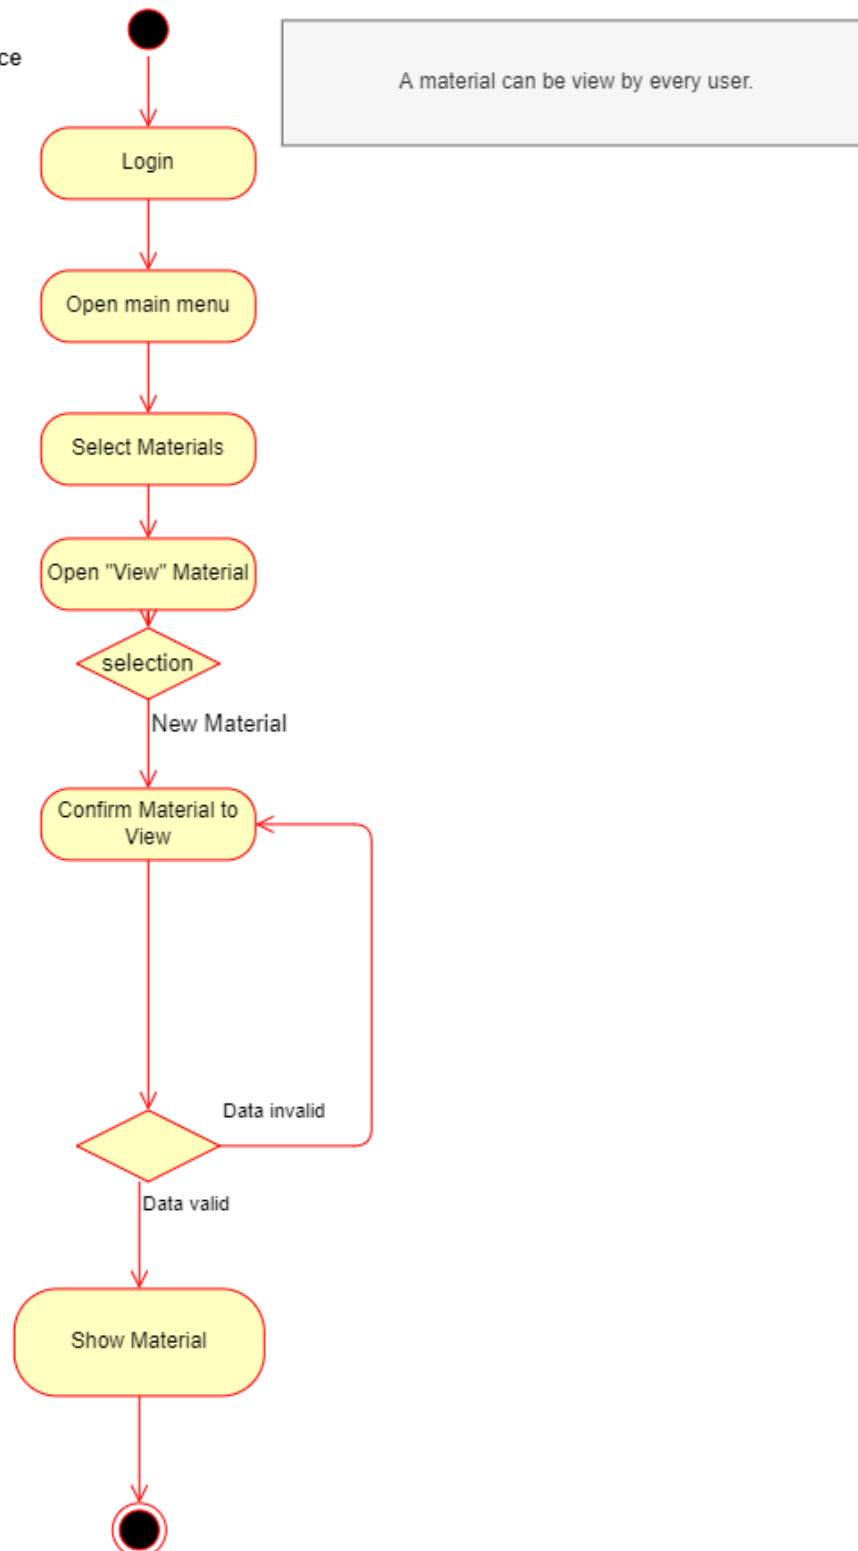 ce
A material can be view by every user.
Login
Open main menu
Select Materials
Open "View" Material
selection
New Material
Confirm Material to
View
Data invalid
Data valid
Show Material